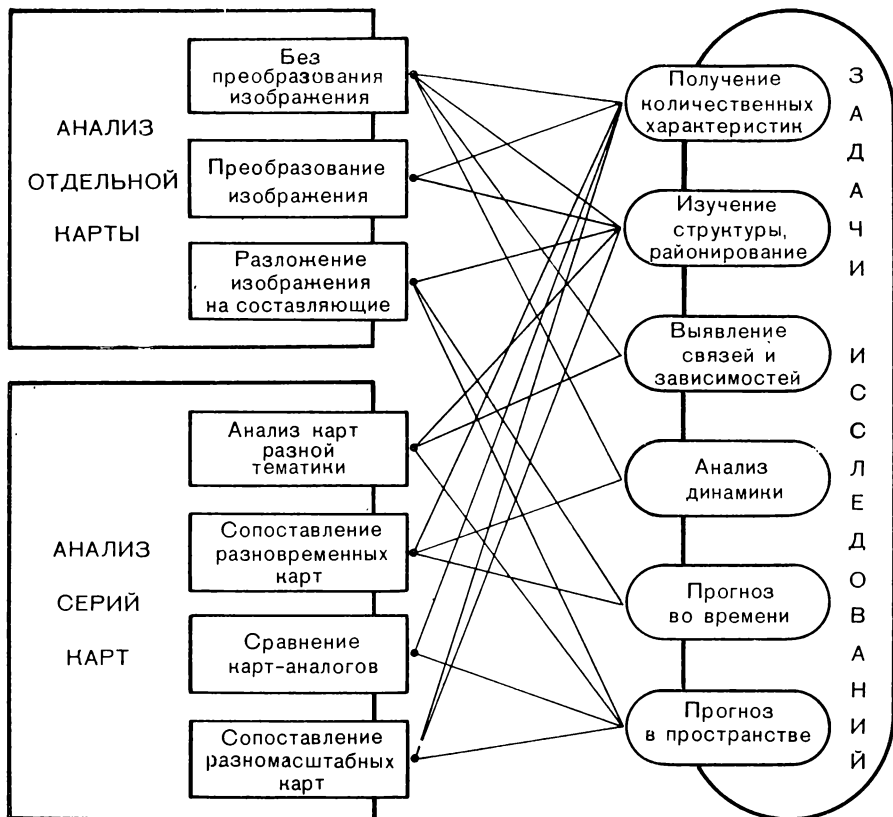 АНАЛИЗ
ОТДЕЛЬНОЙ
КАРТЫ
Без
преобразования
изображения
Преобразование
изображения
Разложение
изображения
на составляющие
АНАЛИЗ
СЕРИЙ
КАРТ
Анализ карт
разной
тематики
Сопоставление
разновременных
карт
Сравнение
карт-аналогов
Сопоставление
разномасштабных
карт
Получение
количественных
характеристик
Изучение
структуры,
районирование
Выявление
связей и
зависимостей
Анализ
динамики
Прогноз
во времени
Прогноз
в пространстве
ЗАДАЧИ ИССЛЕДОВАНИЙ